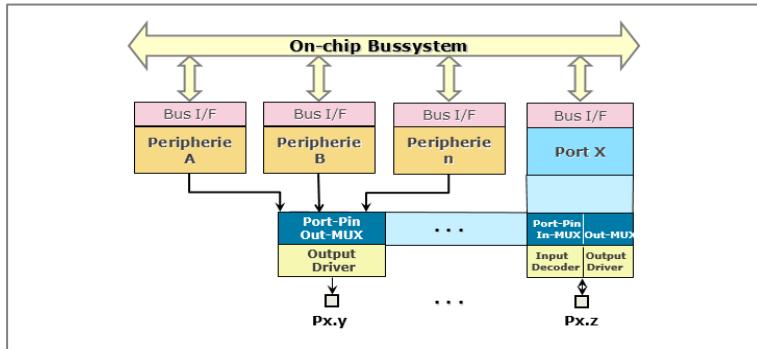 On-chip Bussystem
Bus I/F
Bus I/F
Bus I/F
Bus I/F
Peripherie
A
Peripherie
B
Peripherie
n
Port X
Port-Pin
Out-MUX
. . .
Port-Pin
In-MUX
Out-MUX
Output
Driver
Input
Decoder
Output
Driver
. . .
Px.y
Px.z